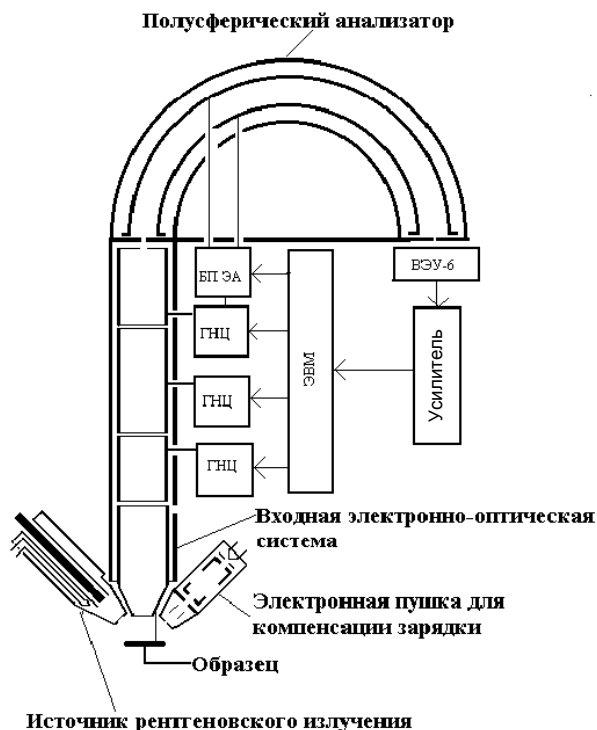 Полусферический анализатор
БП ЭА
ВЭУ-6
ГНЦ
ГНЦ
ГНЦ
ЭВМ
Усилитель
Входная электронно-оптическая
система
Электронная пушка для
компенсации зарядки
Образец
Источник рентгеновского излучения